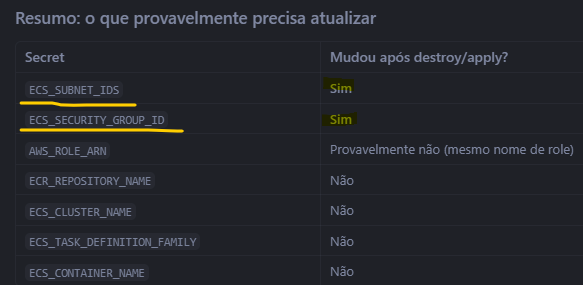 Resumo: o que provavelmente precisa atualizar
Secret Mudou após destroy/apply?
ECS_SUBNET_IDS Sim
ECS_SECURITY_GROUP_ID Sim
AWS_ROLE_ARN Provavelmente não (mesmo nome de role)
ECR_REPOSITORY_NAME Não
ECS_CLUSTER_NAME Não
ECS_TASK_DEFINITION_FAMILY Não
ECS_CONTAINER_NAME Não